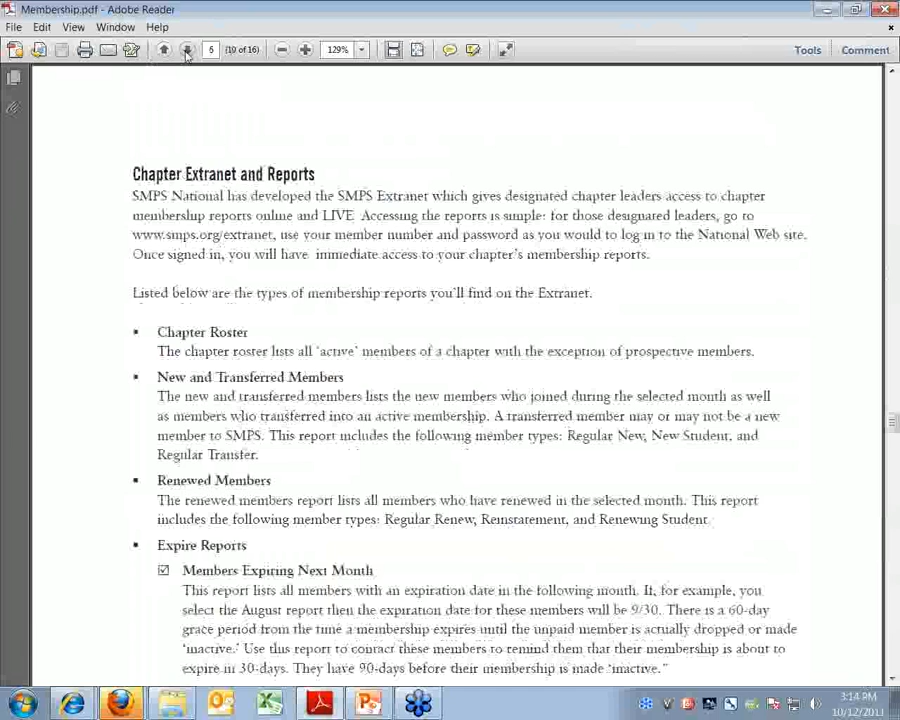 Membership.pdf - Adobe Reader
File Edit View Window Help
6 (10 of 16) 129% Tools Comment
Chapter Extranet and Reports
SMPS National has developed the SMPS Extranet which gives designated chapter leaders access to chapter
membership reports online and LIVE. Accessing the reports is simple: for those designated leaders, go to
www.smps.org/extranet, use your member number and password as you would to log in to the National Web site.
Once signed in, you will have immediate access to your chapter's membership reports.
Listed below are the types of membership reports you'll find on the Extranet.
▪ Chapter Roster
The chapter roster lists all 'active' members of a chapter with the exception of prospective members.
▪ New and Transferred Members
The new and transferred members lists the new members who joined during the selected month as well
as members who transferred into an active membership. A transferred member may or may not be a new
member to SMPS. This report includes the following member types: Regular New, New Student, and
Regular Transfer.
▪ Renewed Members
The renewed members report lists all members who have renewed in the selected month. This report
includes the following member types: Regular Renew, Reinstatement, and Renewing Student.
▪ Expire Reports
☑ Members Expiring Next Month
This report lists all members with an expiration date in the following month. If, for example, you
select the August report then the expiration date for these members will be 9/30. There is a 60-day
grace period from the time a membership expires until the unpaid member is actually dropped or made
'inactive.' Use this report to contact these members to remind them that their membership is about to
expire in 30-days. They have 90-days before their membership is made 'inactive."
3:14 PM
10/12/2011